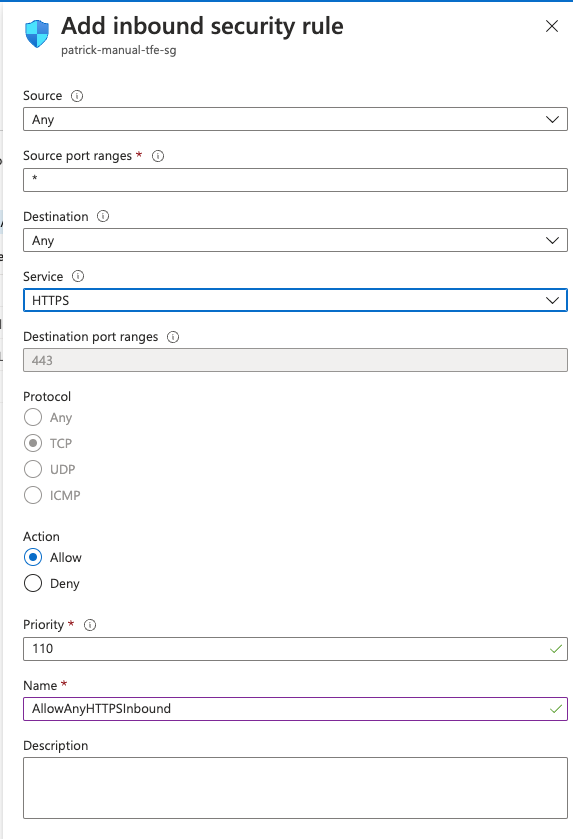 Add inbound security rule
patrick-manual-tfe-sg
Source
Any
Source port ranges *
*
Destination
Any
Service
HTTPS
Destination port ranges
443
Protocol
Any
TCP
UDP
ICMP
Action
Allow
Deny
Priority *
110
Name *
AllowAnyHTTPSInbound
Description